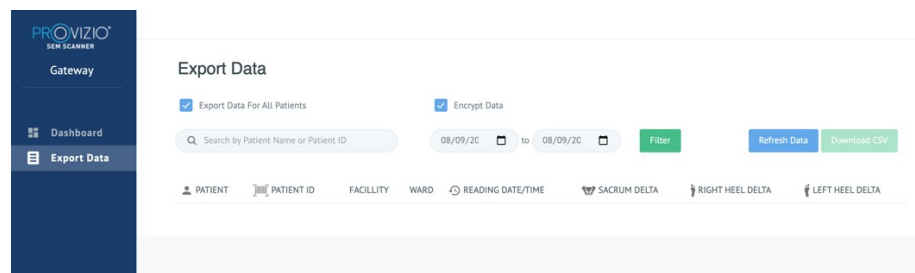 PROVIZIO®
SEM SCANNER
Gateway
Dashboard
Export Data
Export Data
Export Data For All Patients
Encrypt Data
Search by Patient Name or Patient ID
08/09/20 to 08/09/20
Filter
Refresh Data
Download CSV
PATIENT PATIENT ID FACILLITY WARD READING DATE/TIME SACRUM DELTA RIGHT HEEL DELTA LEFT HEEL DELTA